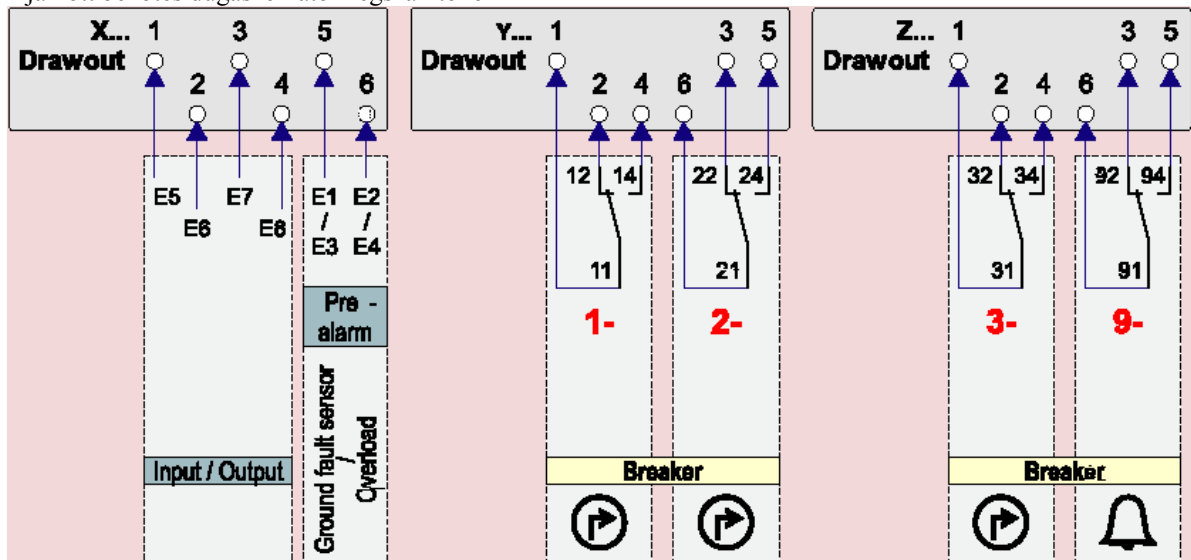 X... 1 3 5
Drawout
2 4 6
E5 E7 E1 E2
/ /
E6 E8 E3 E4
Pre -
alarm
Ground fault sensor
/
Overload
Input / Output
Y... 1 3 5
Drawout
2 4 6
12 14 22 24
11 21
1- 2-
Breaker
Z... 1 3 5
Drawout
2 4 6
32 34 92 94
31 91
3- 9-
Breaker